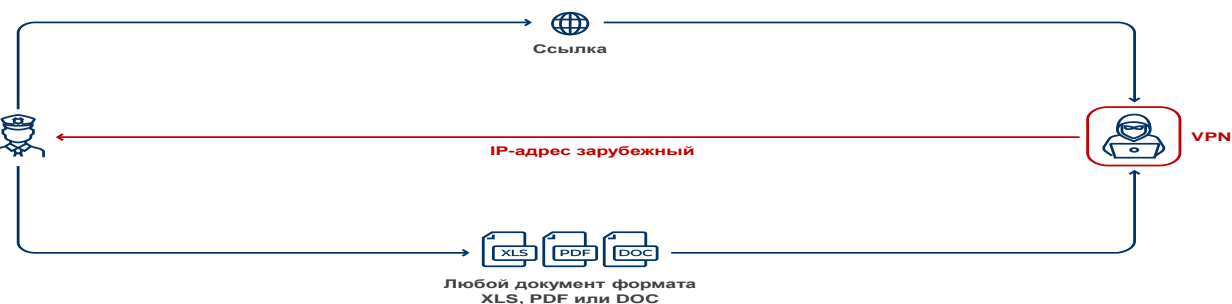 Ссылка
VPN
IP-адрес зарубежный
XLS
PDF
DOC
Любой документ формата
XLS, PDF или DOC